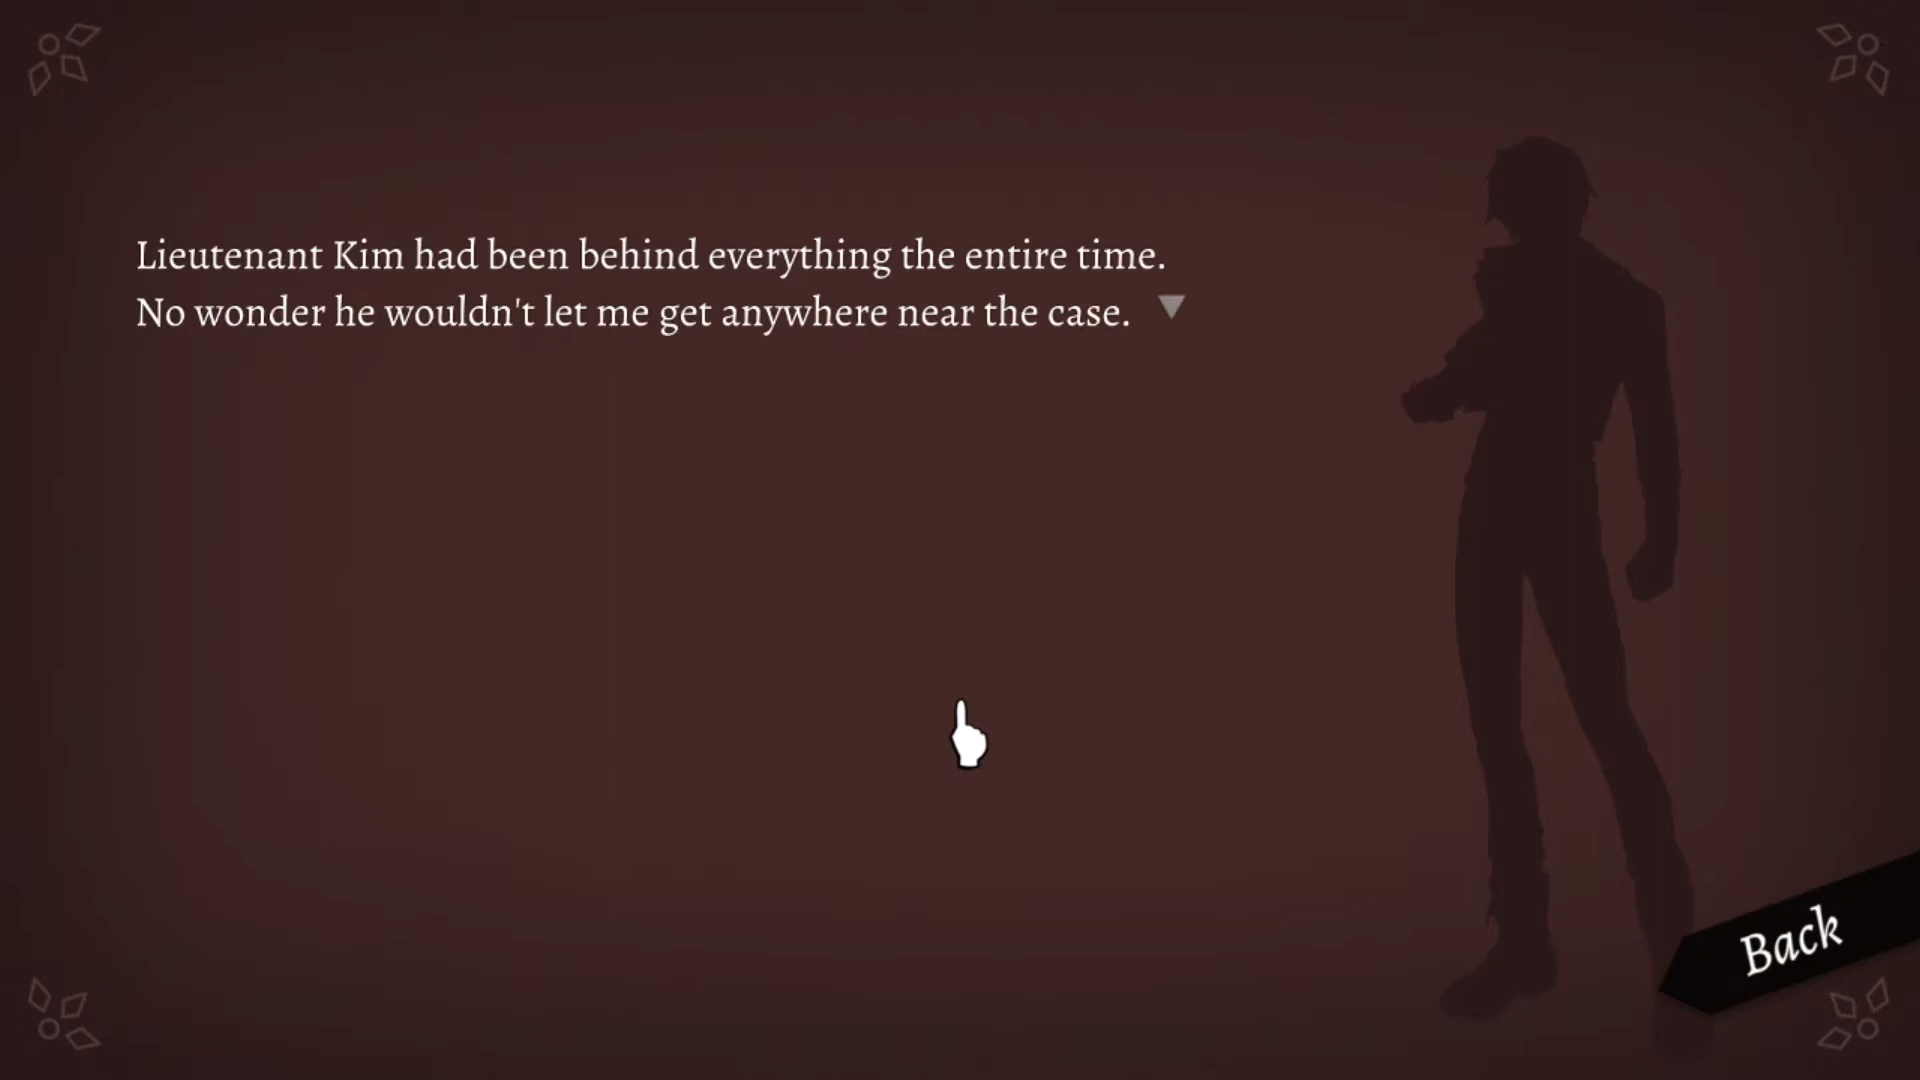 Lieutenant Kim had been behind everything the entire time.
No wonder he wouldn't let me get anywhere near the case.
Back